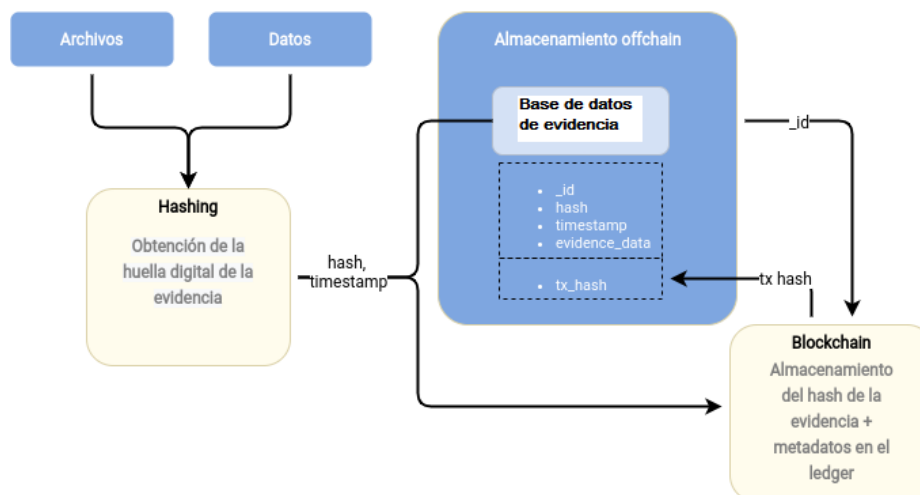 Archivos
Datos
Almacenamiento offchain
Base de datos
de evidencia
_id
_id
hash
timestamp
evidence_data
tx_hash
Hashing
Obtención de la
huella digital de la
evidencia
hash,
timestamp
tx hash
Blockchain
Almacenamiento
del hash de la
evidencia +
metadatos en el
ledger